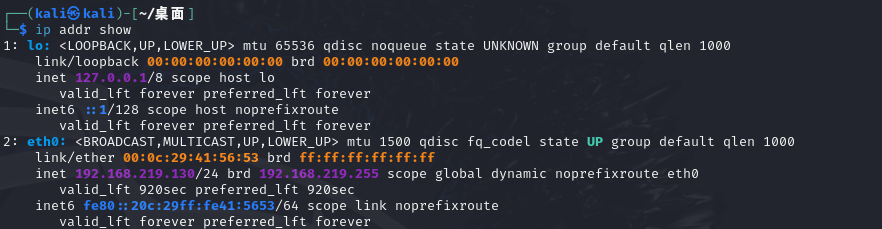 ┌──(kali㉿kali)-[~/桌面]
└─$ ip addr show
1: lo: <LOOPBACK,UP,LOWER_UP> mtu 65536 qdisc noqueue state UNKNOWN group default qlen 1000
    link/loopback 00:00:00:00:00:00 brd 00:00:00:00:00:00
    inet 127.0.0.1/8 scope host lo
       valid_lft forever preferred_lft forever
    inet6 ::1/128 scope host noprefixroute
       valid_lft forever preferred_lft forever
2: eth0: <BROADCAST,MULTICAST,UP,LOWER_UP> mtu 1500 qdisc fq_codel state UP group default qlen 1000
    link/ether 00:0c:29:41:56:53 brd ff:ff:ff:ff:ff:ff
    inet 192.168.219.130/24 brd 192.168.219.255 scope global dynamic noprefixroute eth0
       valid_lft 920sec preferred_lft 920sec
    inet6 fe80::20c:29ff:fe41:5653/64 scope link noprefixroute
       valid_lft forever preferred_lft forever